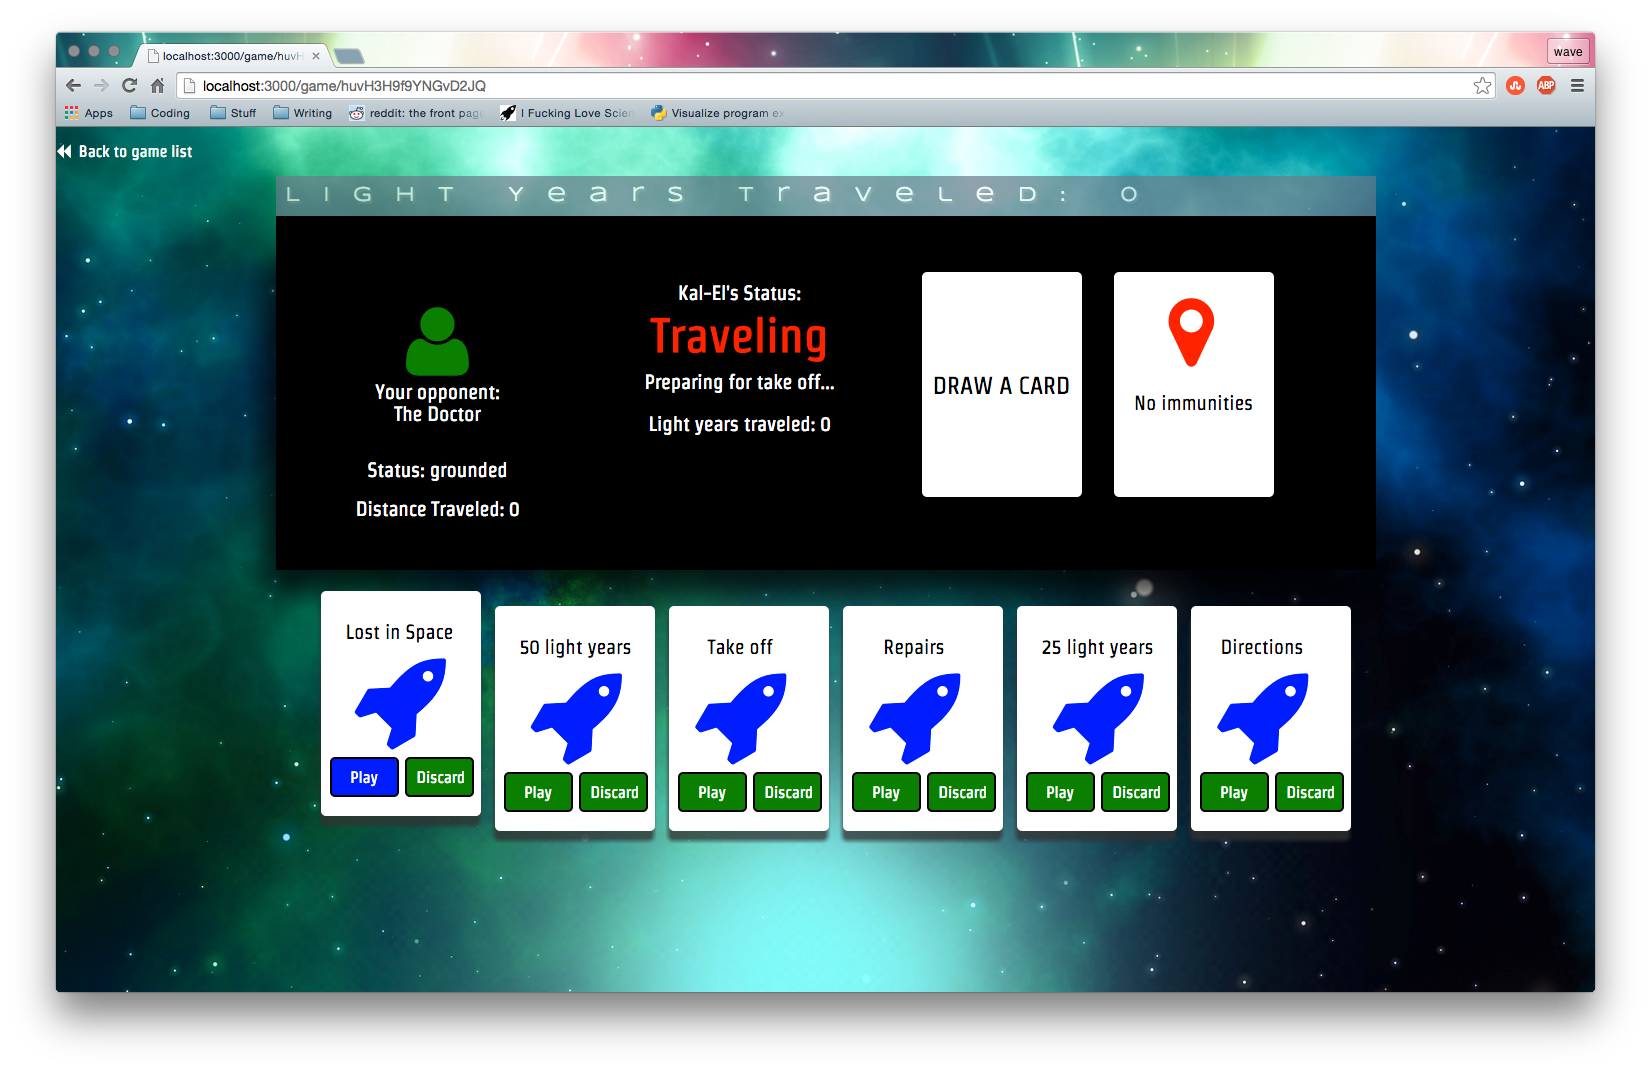 localhost:3000/game/huvH
wave
localhost:3000/game/huvH3H9f9YNGvD2JQ
ABP
Apps Coding Stuff Writing reddit: the front pag I Fucking Love Scien Visualize program ex
Back to game list
Light Years Traveled: 0
Your opponent:
The Doctor
Status: grounded
Distance Traveled: 0
Kal-El's Status:
Traveling
Preparing for take off...
Light years traveled: 0
DRAW A CARD
No immunities
Lost in Space
Play Discard
50 light years
Play Discard
Take off
Play Discard
Repairs
Play Discard
25 light years
Play Discard
Directions
Play Discard